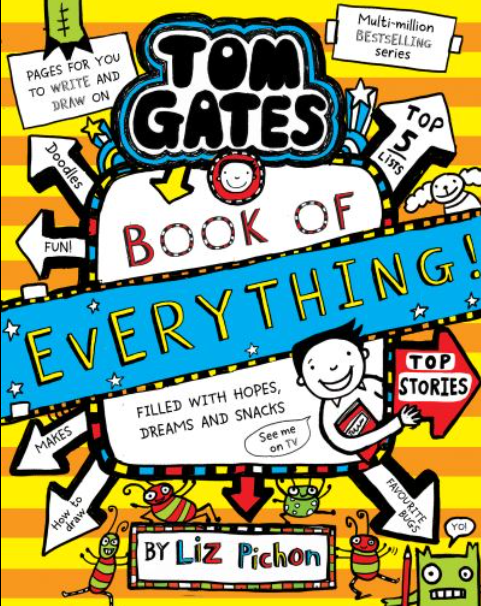 PAGES FOR YOU
TO WRITE AND
DRAW ON
Multi-million
BESTSELLING
series
TOM
GATES
Doodles
TOP
5
LISTS
FUN!
BOOK OF
EVERYTHING!
TOP
STORIES
FILLED WITH HOPES,
DREAMS AND SNACKS
See me
on TV
MAKES
How to
draw
FAVOURITE
BUGS
YO!
BY Liz Pichon